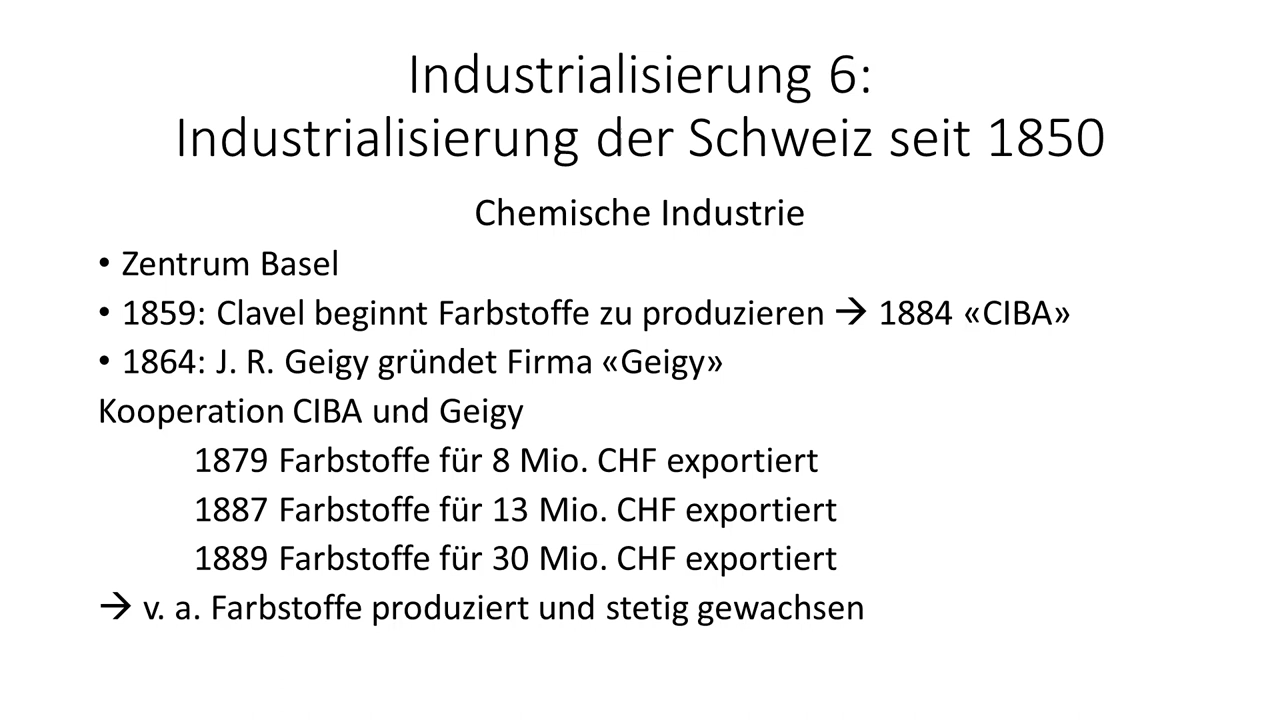 Industrialisierung 6:
Industrialisierung der Schweiz seit 1850
Chemische Industrie
• Zentrum Basel
• 1859: Clavel beginnt Farbstoffe zu produzieren → 1884 «CIBA»
• 1864: J. R. Geigy gründet Firma «Geigy»
Kooperation CIBA und Geigy
1879 Farbstoffe für 8 Mio. CHF exportiert
1887 Farbstoffe für 13 Mio. CHF exportiert
1889 Farbstoffe für 30 Mio. CHF exportiert
→ v. a. Farbstoffe produziert und stetig gewachsen